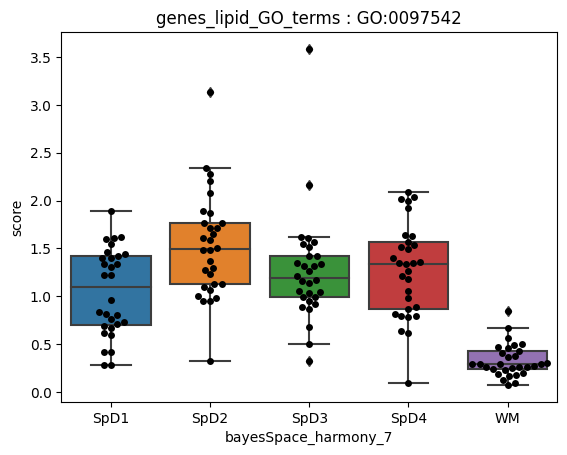 genes_lipid_GO_terms : GO:0097542
3.5
3.0
2.5
2.0
1.5
1.0
0.5
0.0
score
SpD1 SpD2 SpD3 SpD4 WM
bayesSpace_harmony_7